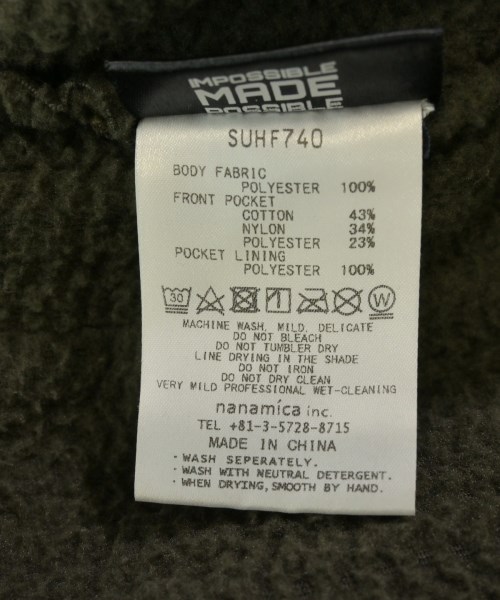 IMPOSSIBLE
MADE
POSSIBLE
SUHF740
BODY FABRIC
POLYESTER 100%
FRONT POCKET
COTTON 43%
NYLON 34%
POLYESTER 23%
POCKET LINING
POLYESTER 100%
30 W
MACHINE WASH, MILD, DELICATE
DO NOT BLEACH
DO NOT TUMBLER DRY
LINE DRYING IN THE SHADE
DO NOT IRON
DO NOT DRY CLEAN
VERY MILD PROFESSIONAL WET-CLEANING
nanamica inc.
TEL +81-3-5728-8715
MADE IN CHINA
・WASH SEPERATELY.
・WASH WITH NEUTRAL DETERGENT.
・WHEN DRYING, SMOOTH BY HAND.